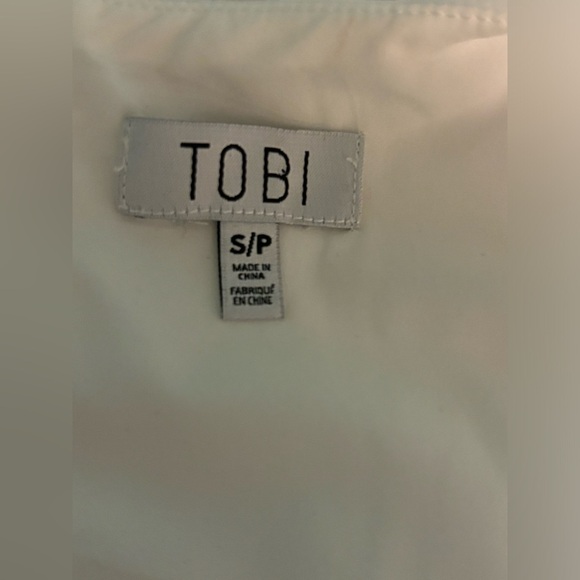 TOBI
S/P
MADE IN
CHINA
FABRIQUÉ
EN CHINE